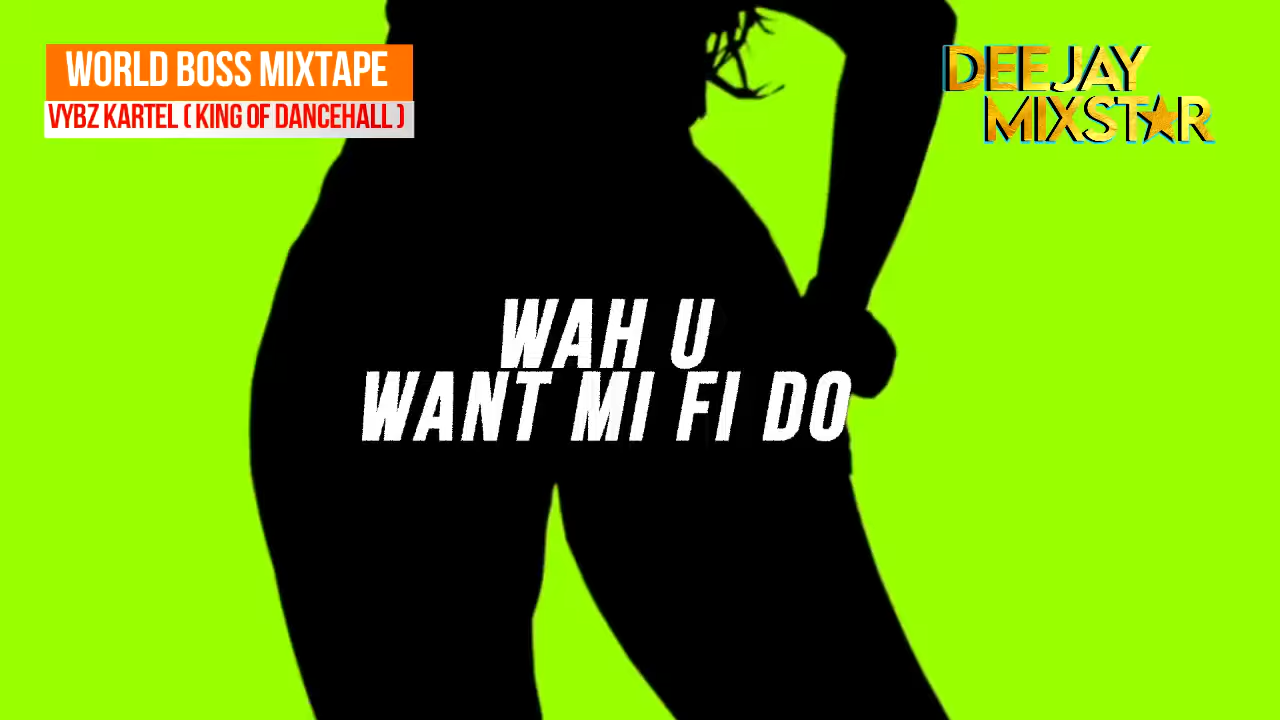 WORLD BOSS MIXTAPE
VYBZ KARTEL ( KING OF DANCEHALL )
DEEJAY
MIXSTAR
WAH U
WANT MI FI DO